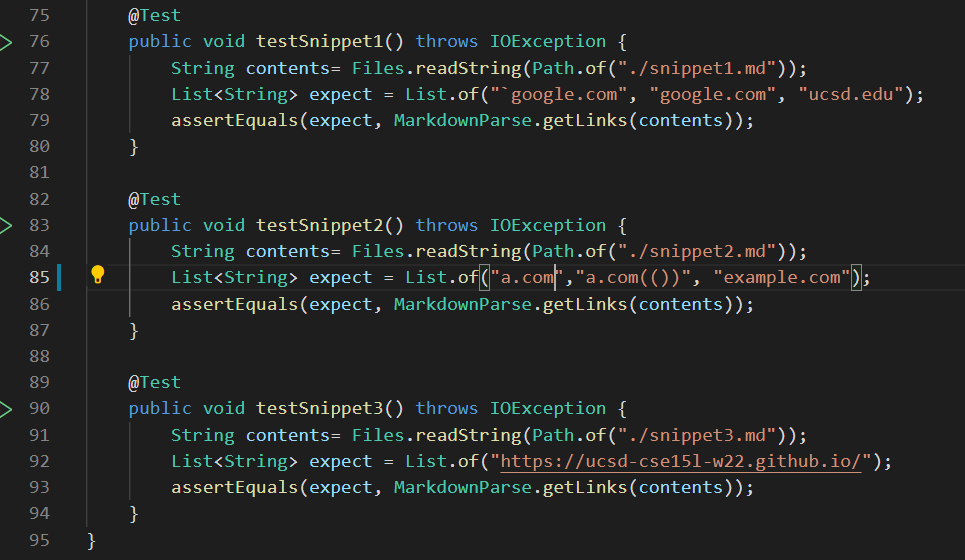 75 @Test
76 public void testSnippet1() throws IOException {
77 String contents= Files.readString(Path.of("./snippet1.md"));
78 List<String> expect = List.of("`google.com", "google.com", "ucsd.edu");
79 assertEquals(expect, MarkdownParse.getLinks(contents));
80 }
81
82 @Test
83 public void testSnippet2() throws IOException {
84 String contents= Files.readString(Path.of("./snippet2.md"));
85 List<String> expect = List.of("a.com","a.com(())", "example.com");
86 assertEquals(expect, MarkdownParse.getLinks(contents));
87 }
88
89 @Test
90 public void testSnippet3() throws IOException {
91 String contents= Files.readString(Path.of("./snippet3.md"));
92 List<String> expect = List.of("https://ucsd-cse15l-w22.github.io/");
93 assertEquals(expect, MarkdownParse.getLinks(contents));
94 }
95 }